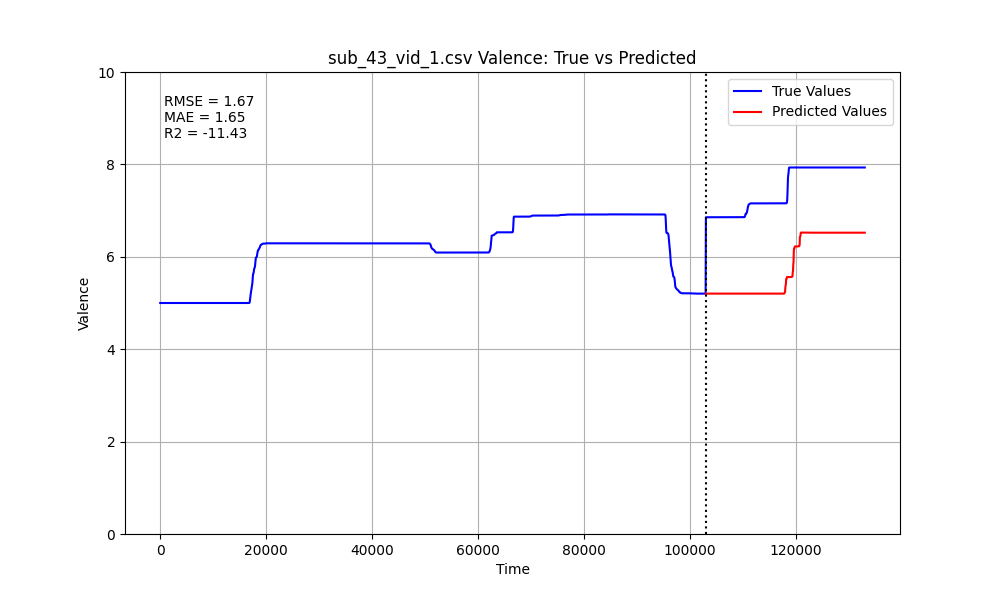 sub_43_vid_1.csv Valence: True vs Predicted
RMSE = 1.67
MAE = 1.65
R2 = -11.43
True Values
Predicted Values
10
8
6
4
2
0
Valence
0
20000
40000
60000
80000
100000
120000
Time